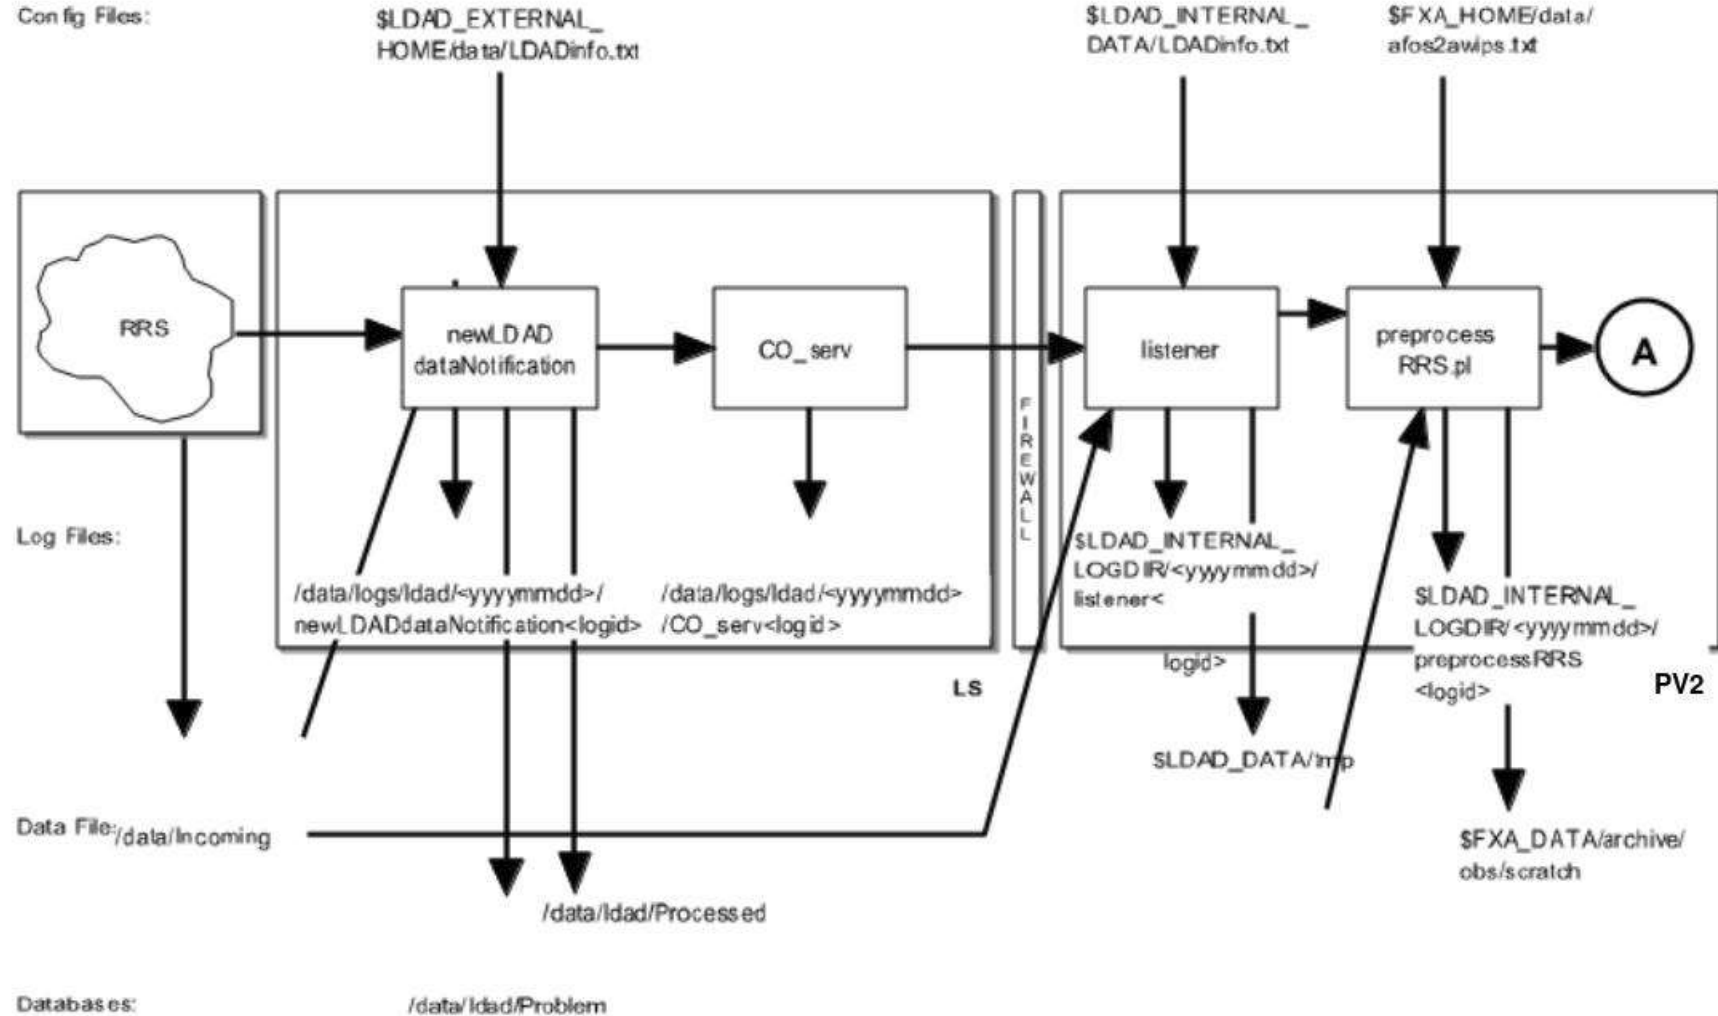 Config Files:
$LDAD_EXTERNAL_
HOME/data/LDADinfo.txt
$LDAD_INTERNAL_
DATA/LDADinfo.txt
$FXA_HOME/data/
afos2awips.txt
RRS
newLDAD
dataNotification
CO_serv
listener
preprocess
RRS.pl
A
FIREWALL
Log Files:
/data/logs/ldad/<yyyymmdd>/
newLDADdataNotification<logid>
/data/logs/ldad/<yyyymmdd>
/CO_serv<logid>
$LDAD_INTERNAL_
LOGDIR/<yyyymmdd>/
listener<
logid>
$LDAD_INTERNAL_
LOGDIR/<yyyymmdd>/
preprocessRRS
<logid>
LS
PV2
$LDAD_DATA/tmp
Data File:
/data/Incoming
$FXA_DATA/archive/
obs/scratch
/data/ldad/Processed
Databases:
/data/ldad/Problem